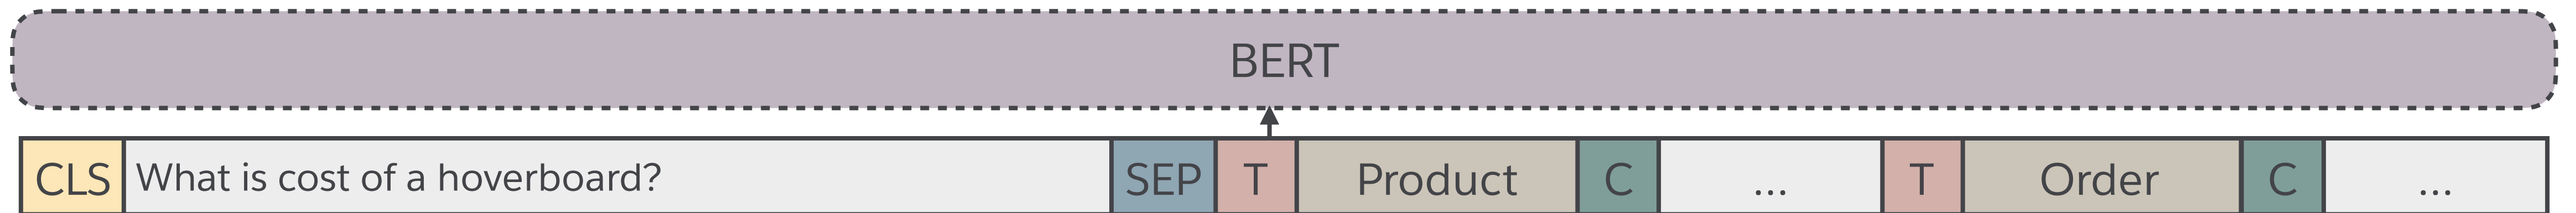 BERT
CLS What is cost of a hoverboard? SEP T Product C ... T Order C ...